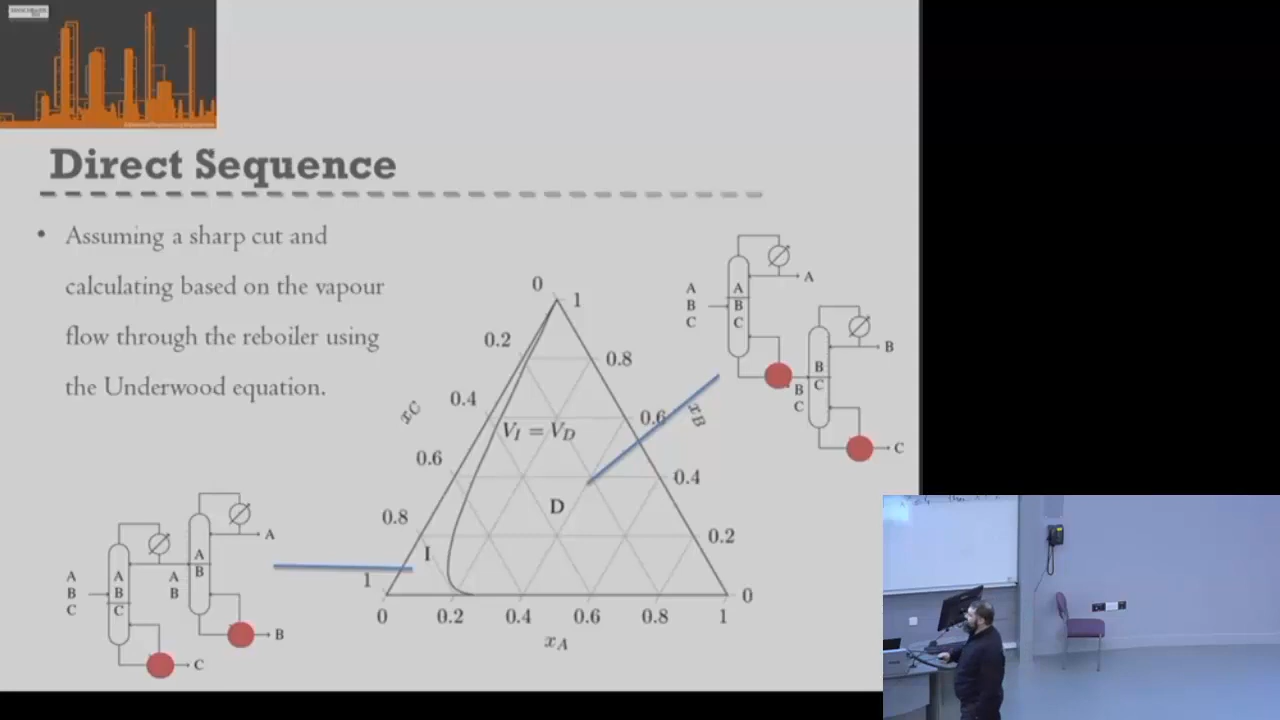 Direct Sequence
• Assuming a sharp cut and
calculating based on the vapour
flow through the reboiler using
the Underwood equation.
0
1
0.2
0.8
0.4
0.6
0.6
0.4
0.8
0.2
1
0
0
0.2
0.4
0.6
0.8
1
xC
xB
xA
VI = VD
D
I
A
B
C
A
B
C
A
B
C
B
C
B
C
A
B
C
A
B
C
A
B
A
B
A
B
C